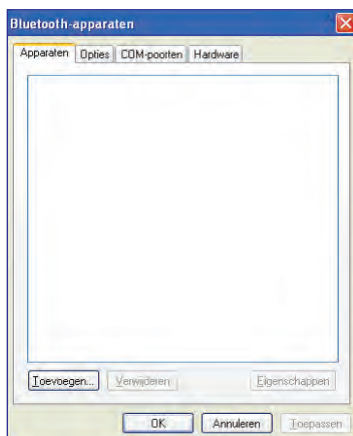 Bluetooth-apparaten
Apparaten Opties COM-poorten Hardware
Toevoegen... Verwijderen Eigenschappen
OK Annuleren Toepassen